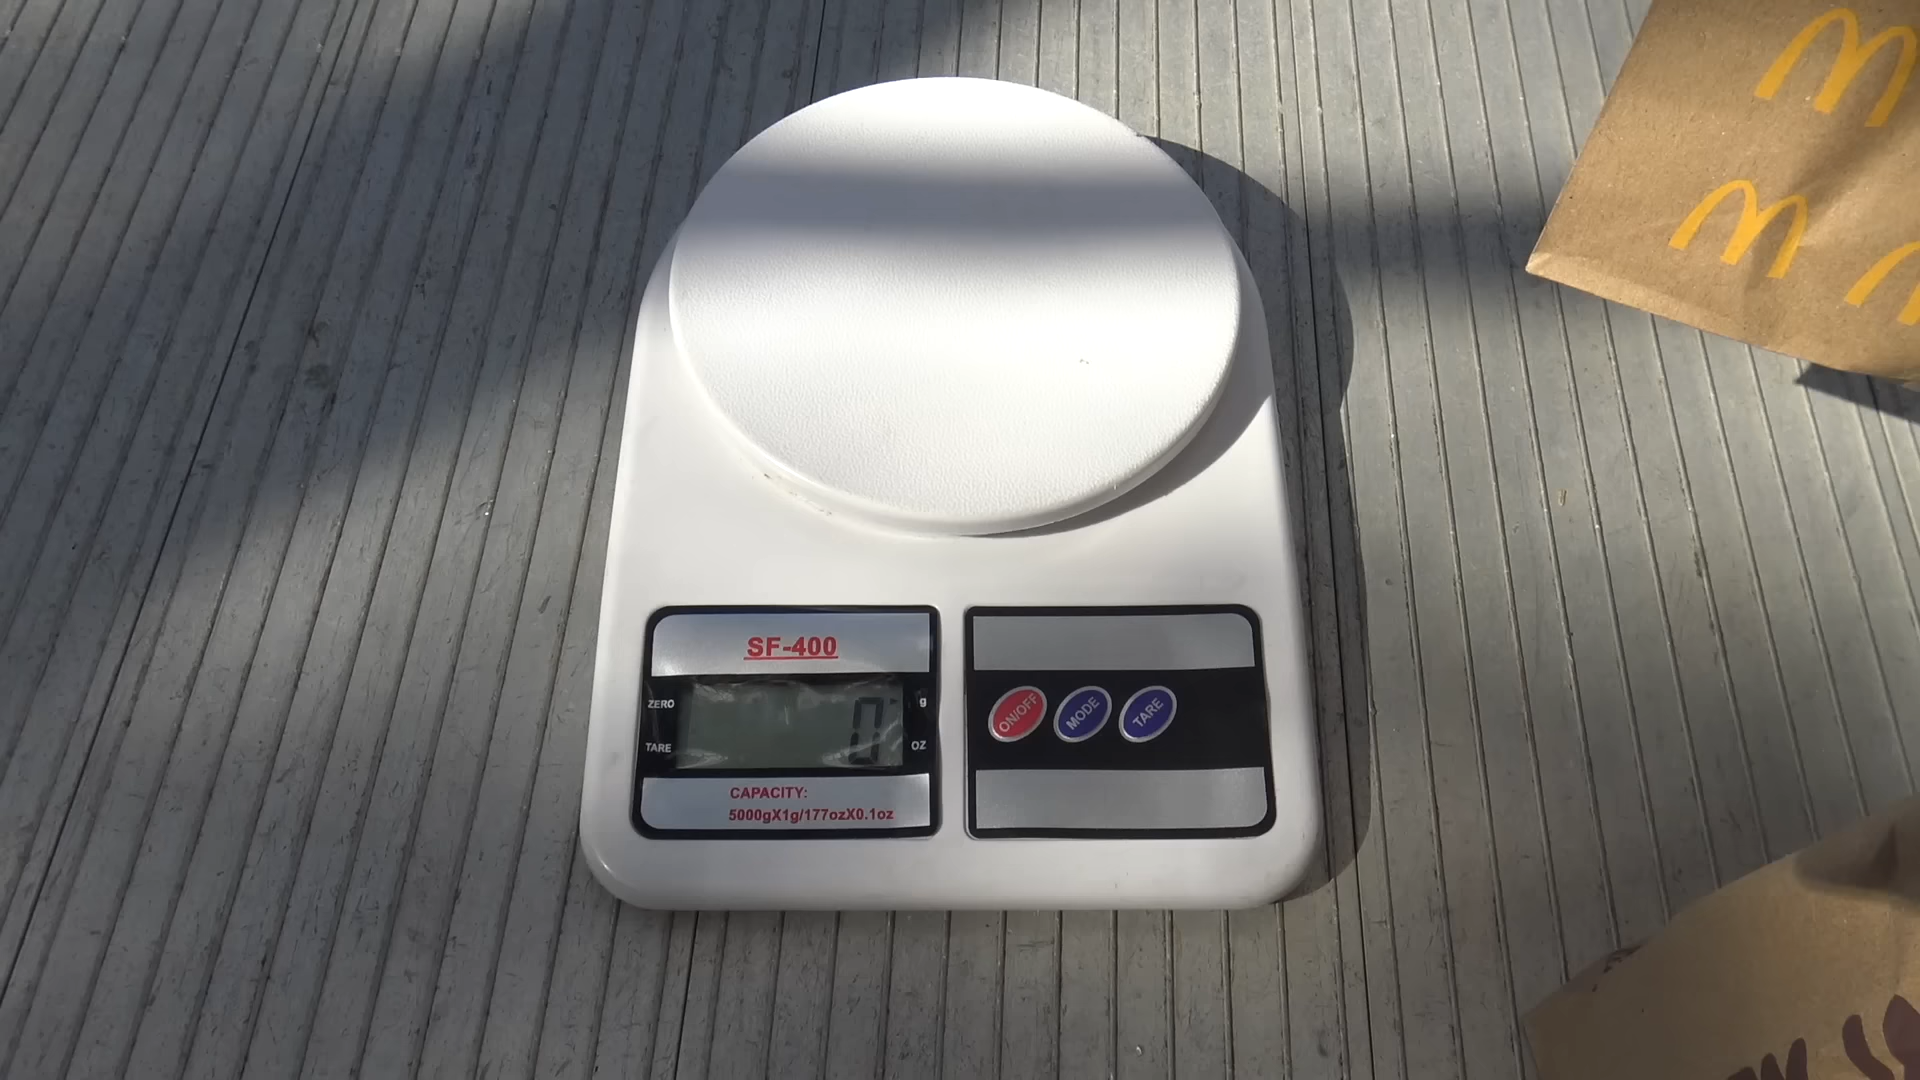 SF-400
ZERO
TARE
0
g
OZ
CAPACITY:
5000gX1g/177ozX0.1oz
ON/OFF
MODE
TARE